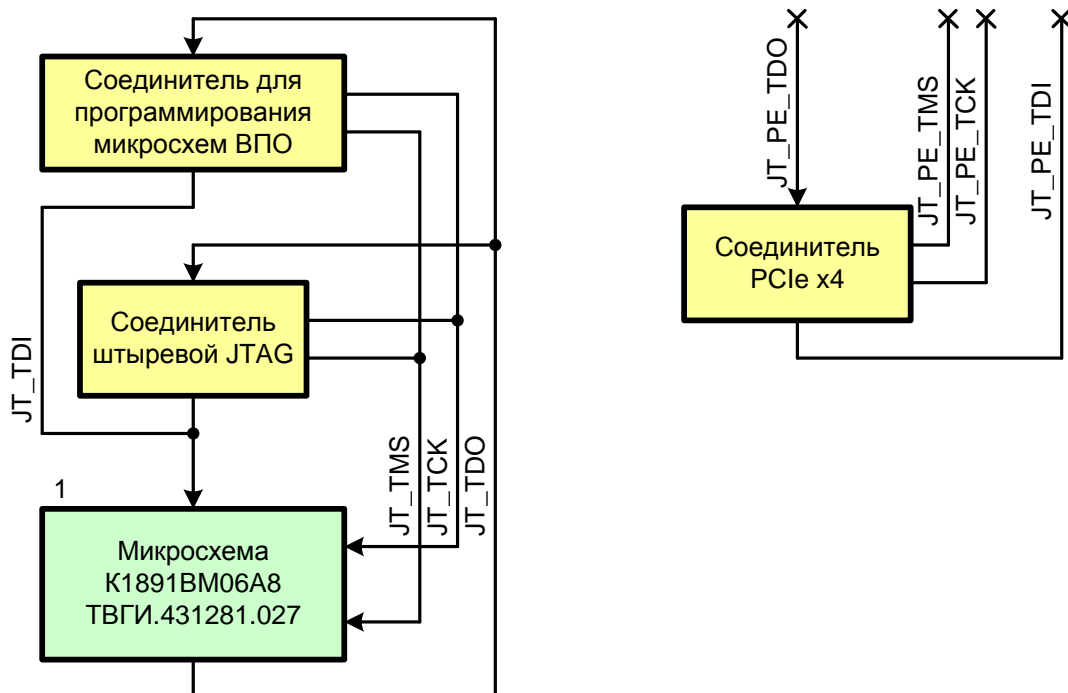 Соединитель для
программирования
микросхем ВПО
Соединитель
штыревой JTAG
JT_TDI
JT_TMS
JT_TCK
JT_TDO
1
Микросхема
К1891ВМ06А8
ТВГИ.431281.027
JT_PE_TDO
JT_PE_TMS
JT_PE_TCK
JT_PE_TDI
Соединитель
PCIe x4